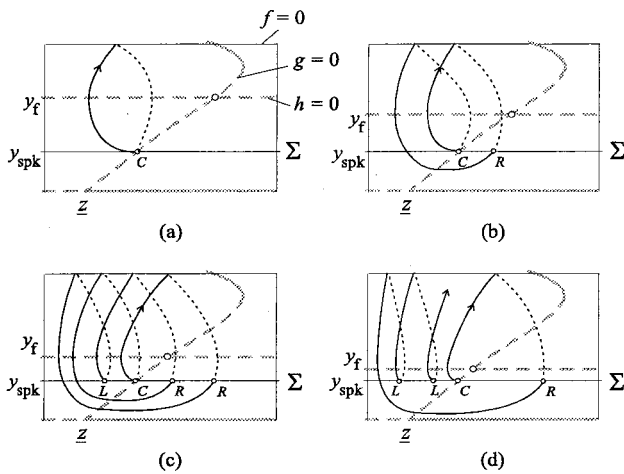 f = 0
g = 0
h = 0
y_f
y_spk
C
Σ
z
(a)
y_f
y_spk
C
R
Σ
z
(b)
y_f
y_spk
L
C
R
R
Σ
z
(c)
y_f
y_spk
L
L
C
R
Σ
z
(d)